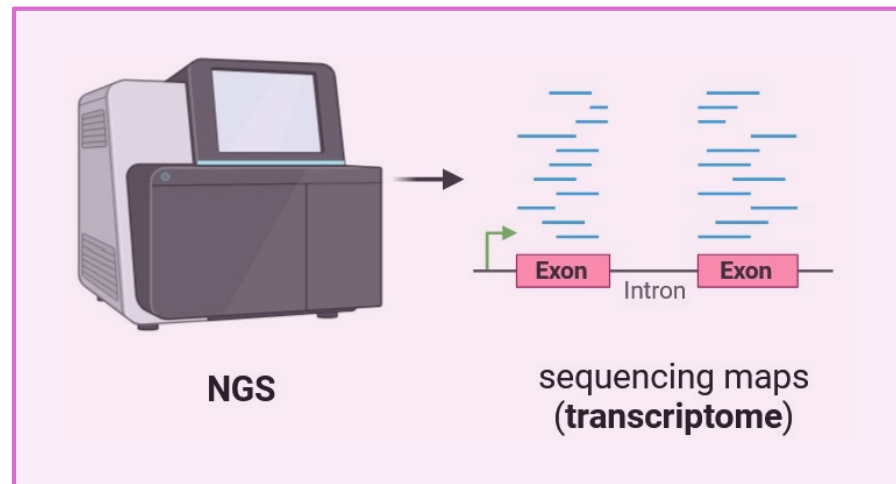 Exon
Exon
Intron
NGS
sequencing maps
(transcriptome)